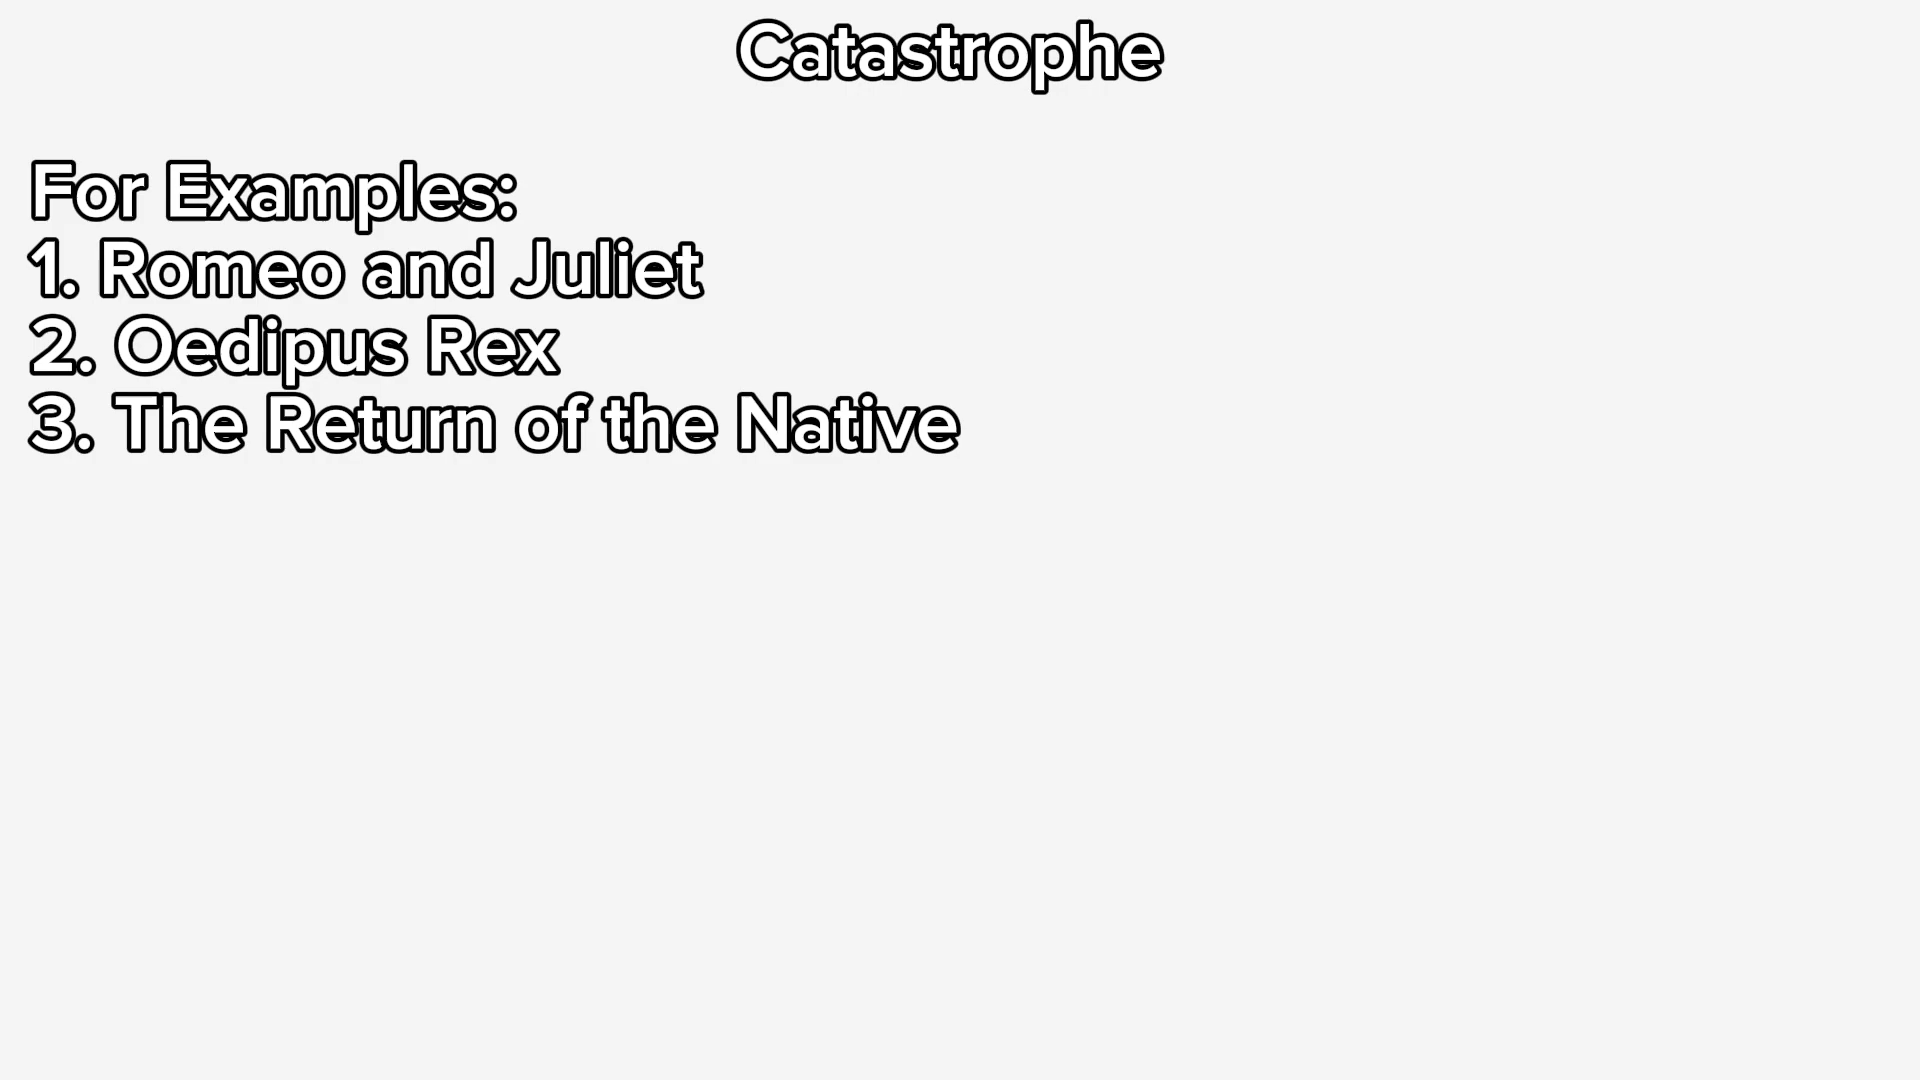 Catastrophe
For Examples:
1. Romeo and Juliet
2. Oedipus Rex
3. The Return of the Native